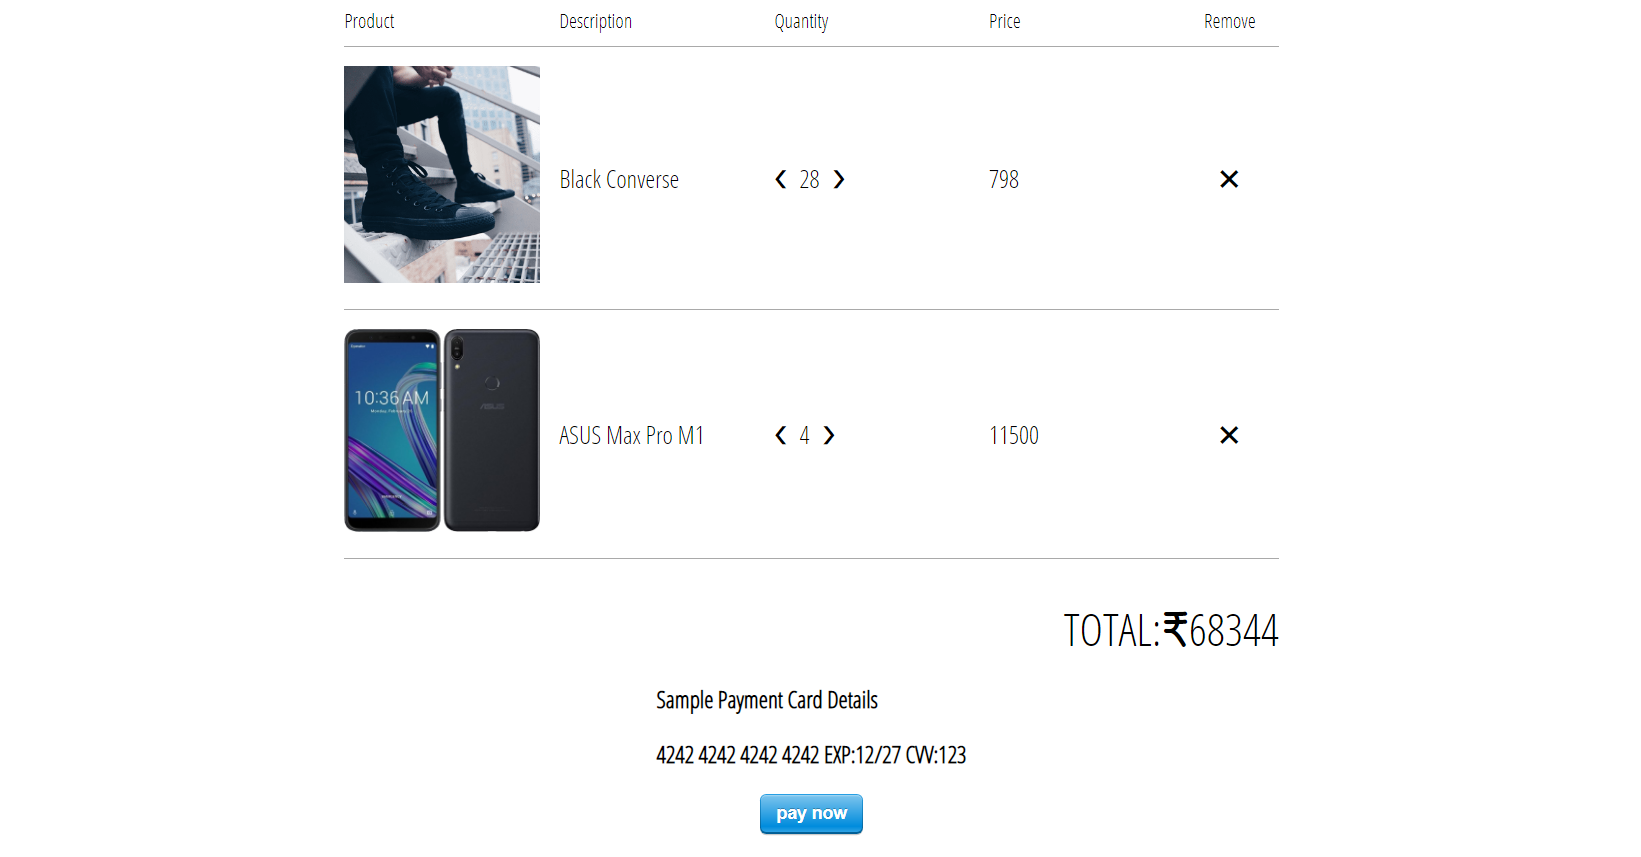 Product Description Quantity Price Remove
Black Converse ❮ 28 ❯ 798 ✕
10:36 AM
ASUS
ASUS Max Pro M1 ❮ 4 ❯ 11500 ✕
TOTAL:₹68344
Sample Payment Card Details
4242 4242 4242 4242 EXP:12/27 CVV:123
pay now